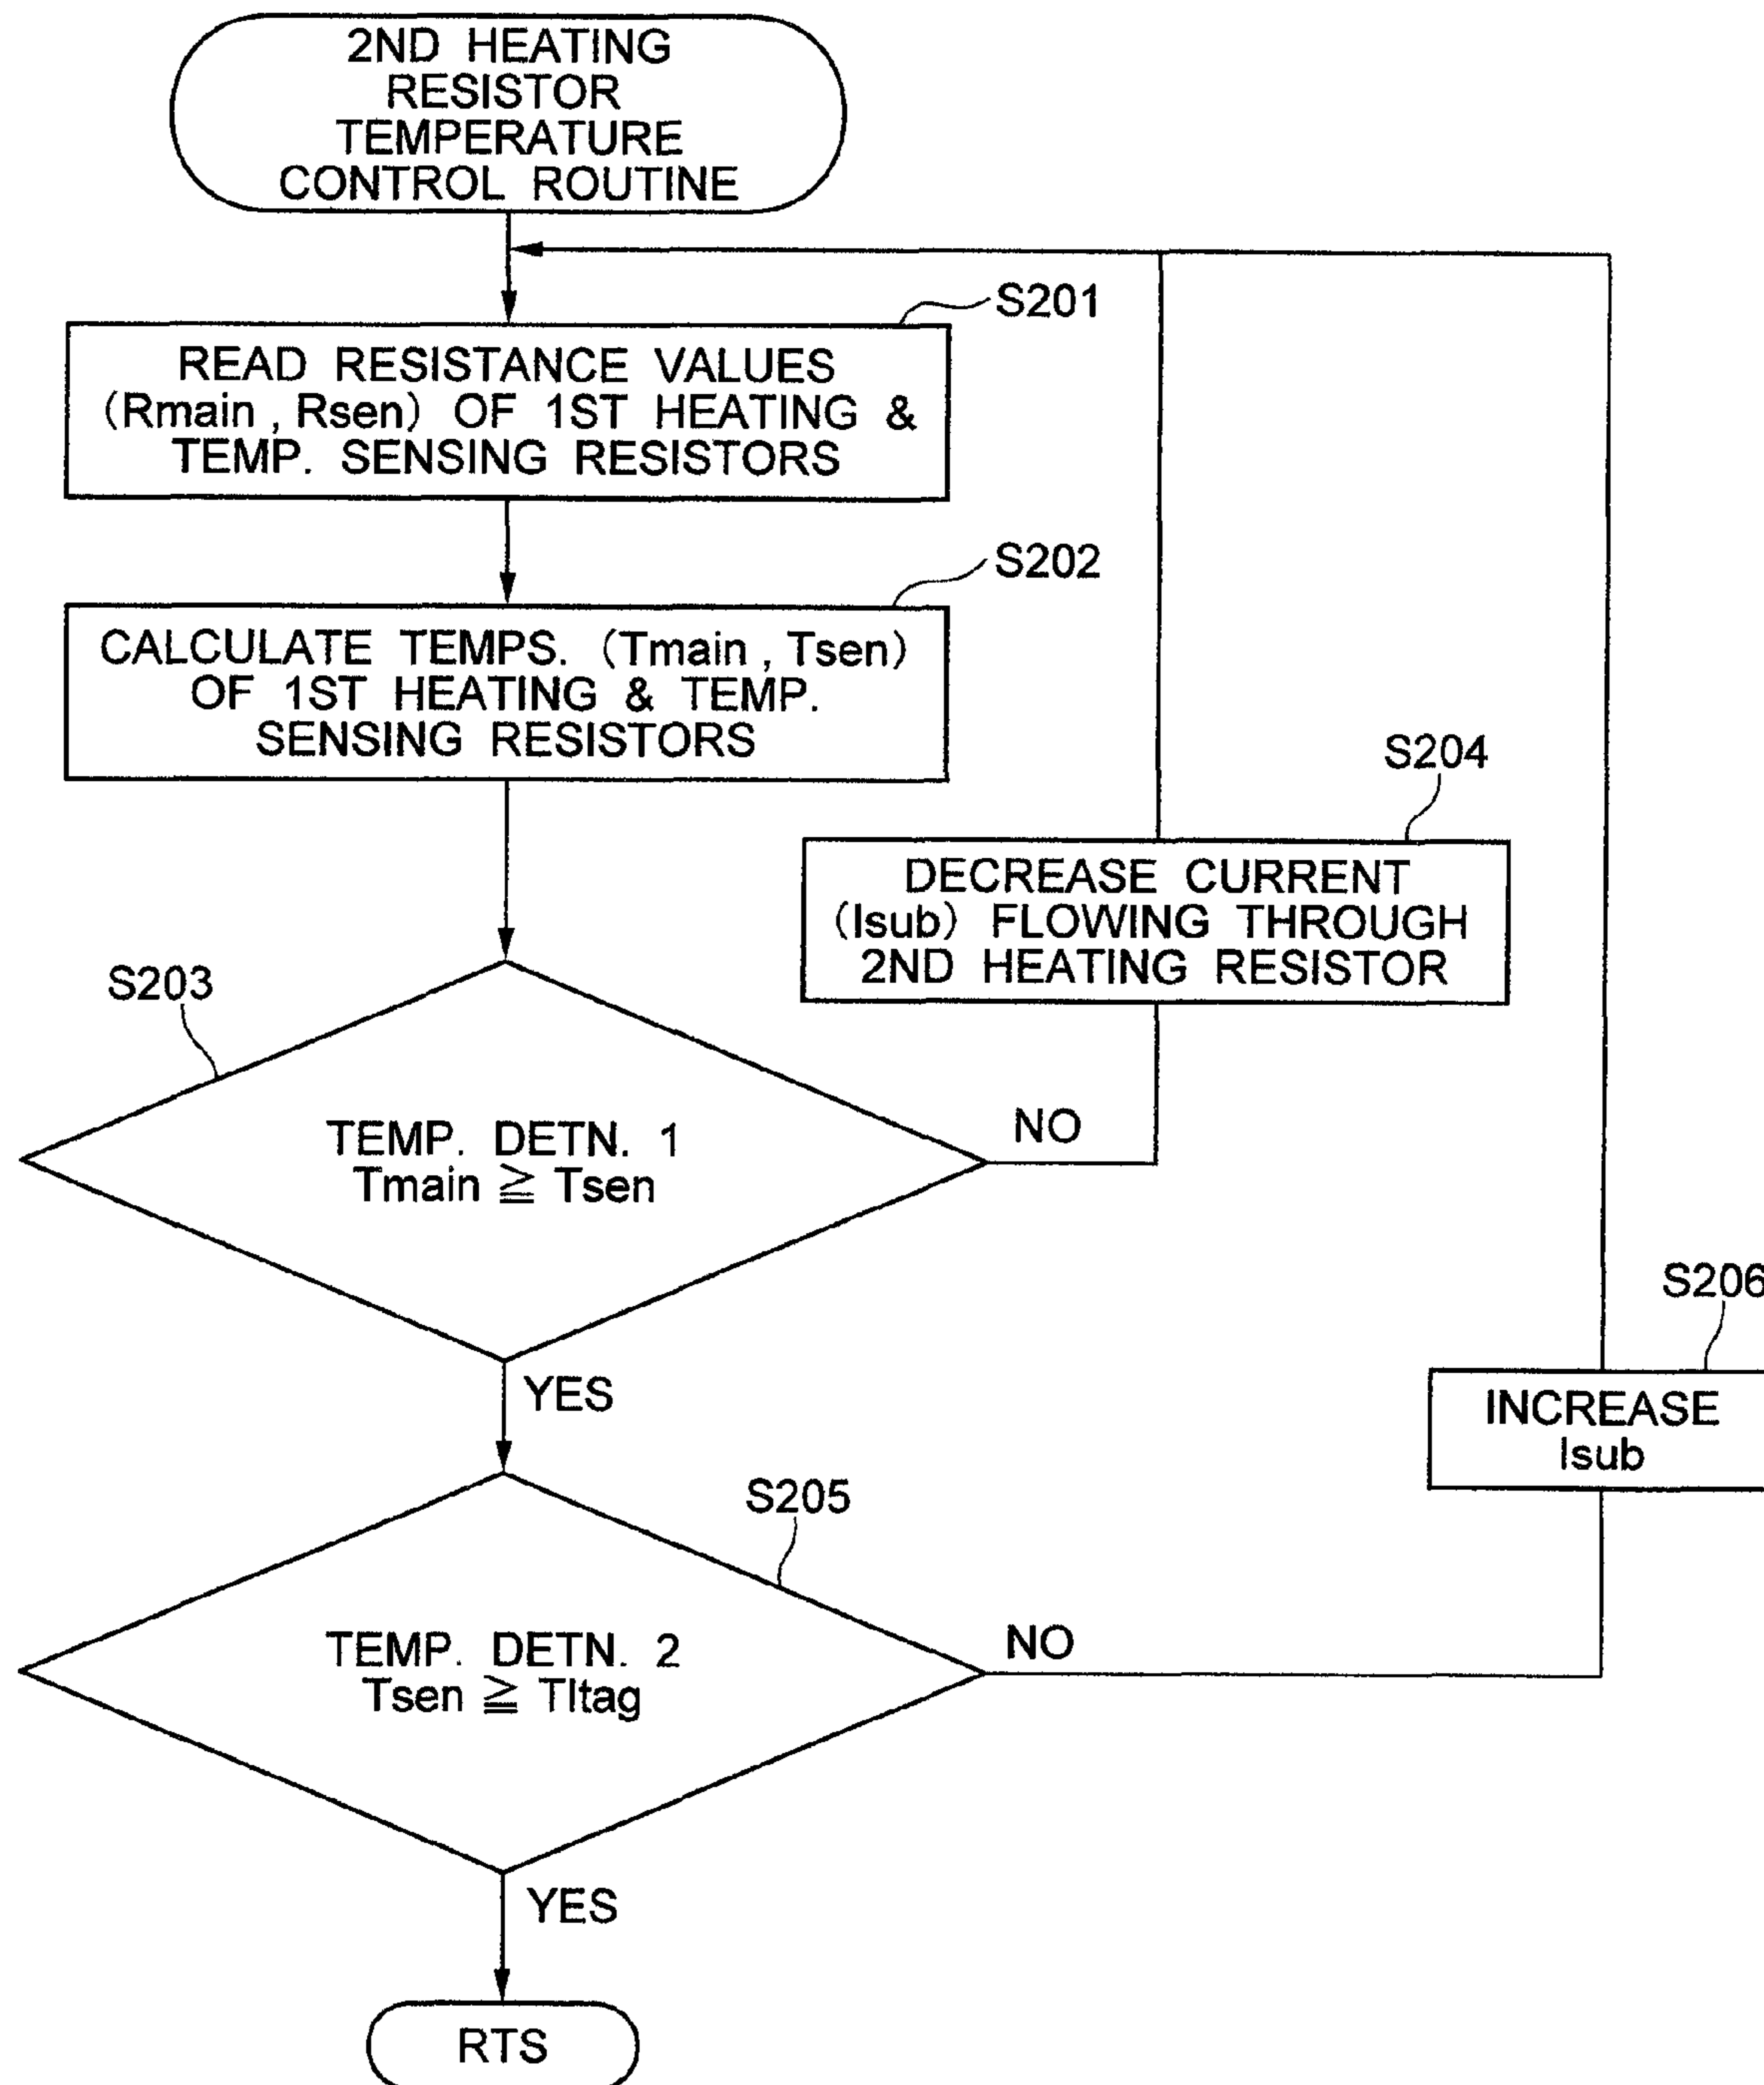 2ND HEATING
RESISTOR
TEMPERATURE
CONTROL ROUTINE
S201
READ RESISTANCE VALUES
(Rmain , Rsen) OF 1ST HEATING &
TEMP. SENSING RESISTORS
S202
CALCULATE TEMPS. (Tmain , Tsen)
OF 1ST HEATING & TEMP.
SENSING RESISTORS
S204
DECREASE CURRENT
(Isub) FLOWING THROUGH
2ND HEATING RESISTOR
S203
TEMP. DETN. 1
Tmain ≧ Tsen
NO
YES
S206
INCREASE
Isub
S205
TEMP. DETN. 2
Tsen ≧ Tltag
NO
YES
RTS